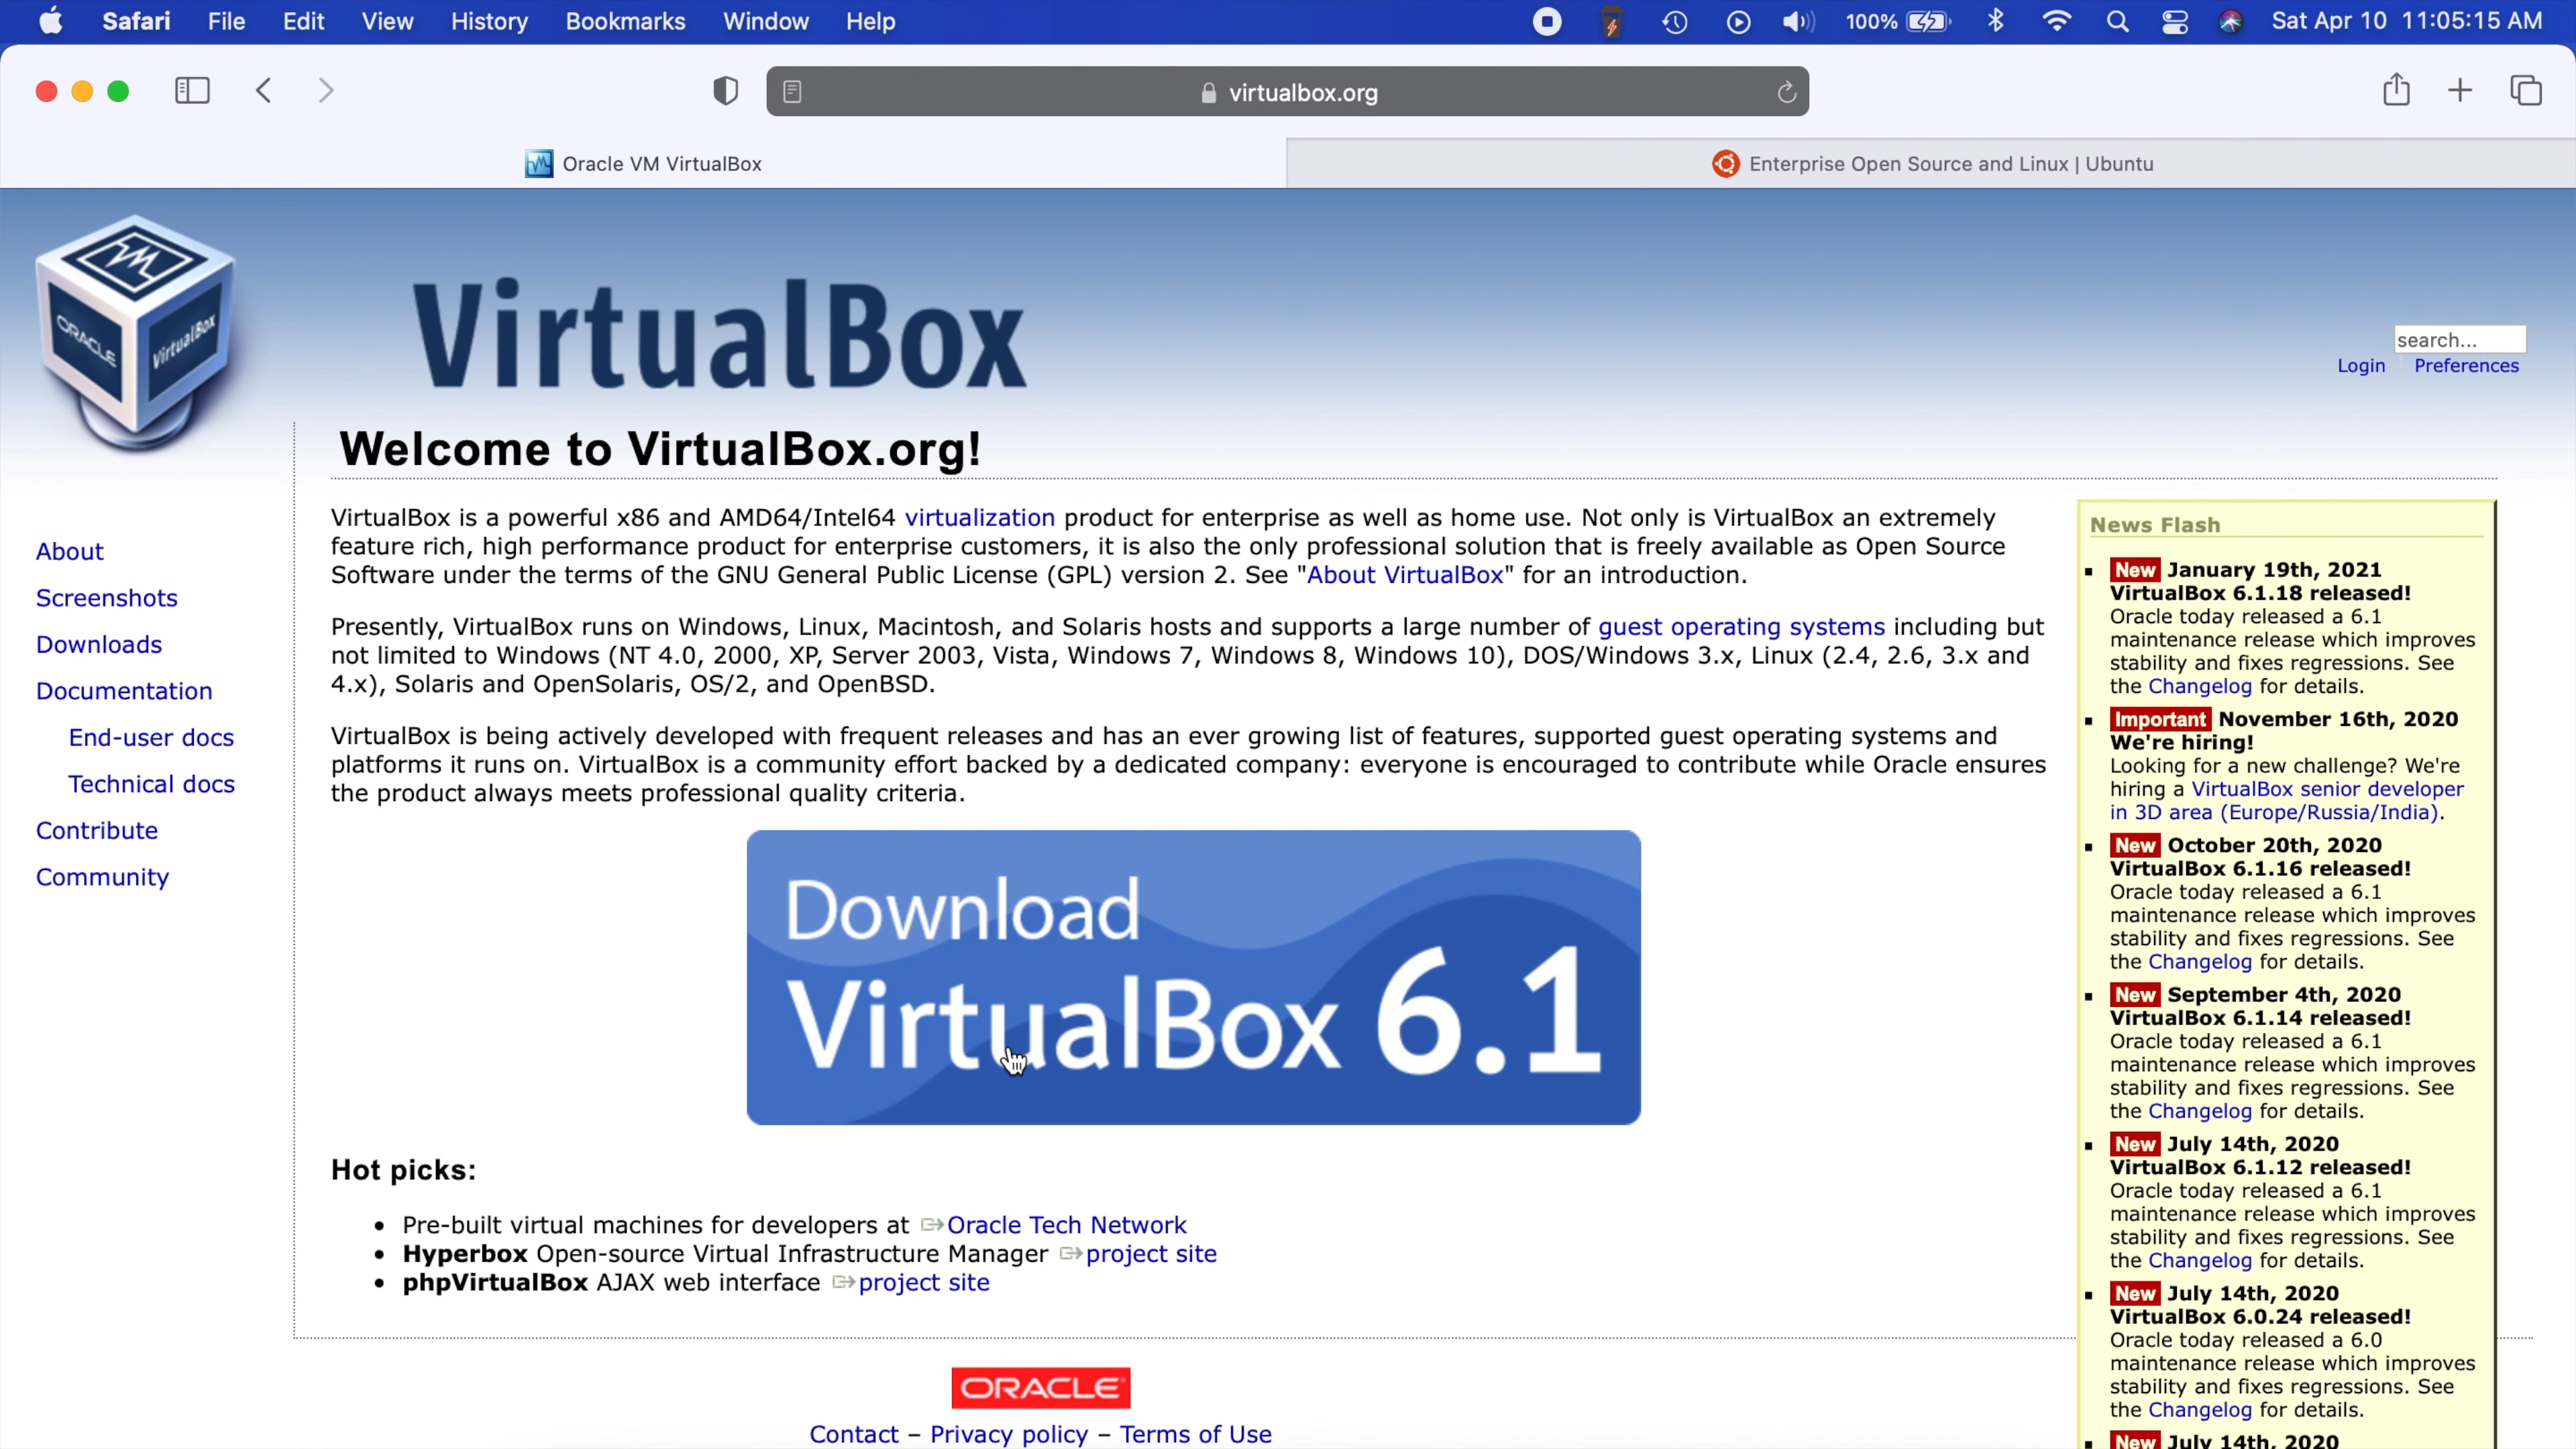 Safari File Edit View History Bookmarks Window Help 100% Sat Apr 10 11:05:15 AM
virtualbox.org
Oracle VM VirtualBox
Enterprise Open Source and Linux | Ubuntu
ORACLE VirtualBox
VirtualBox
search...
Login Preferences
Welcome to VirtualBox.org!
About
Screenshots
Downloads
Documentation
End-user docs
Technical docs
Contribute
Community
VirtualBox is a powerful x86 and AMD64/Intel64 virtualization product for enterprise as well as home use. Not only is VirtualBox an extremely
feature rich, high performance product for enterprise customers, it is also the only professional solution that is freely available as Open Source
Software under the terms of the GNU General Public License (GPL) version 2. See "About VirtualBox" for an introduction.
Presently, VirtualBox runs on Windows, Linux, Macintosh, and Solaris hosts and supports a large number of guest operating systems including but
not limited to Windows (NT 4.0, 2000, XP, Server 2003, Vista, Windows 7, Windows 8, Windows 10), DOS/Windows 3.x, Linux (2.4, 2.6, 3.x and
4.x), Solaris and OpenSolaris, OS/2, and OpenBSD.
VirtualBox is being actively developed with frequent releases and has an ever growing list of features, supported guest operating systems and
platforms it runs on. VirtualBox is a community effort backed by a dedicated company: everyone is encouraged to contribute while Oracle ensures
the product always meets professional quality criteria.
Download
VirtualBox 6.1
Hot picks:
• Pre-built virtual machines for developers at Oracle Tech Network
• Hyperbox Open-source Virtual Infrastructure Manager project site
• phpVirtualBox AJAX web interface project site
ORACLE
Contact – Privacy policy – Terms of Use
News Flash
New January 19th, 2021
VirtualBox 6.1.18 released!
Oracle today released a 6.1
maintenance release which improves
stability and fixes regressions. See
the Changelog for details.
Important November 16th, 2020
We're hiring!
Looking for a new challenge? We're
hiring a VirtualBox senior developer
in 3D area (Europe/Russia/India).
New October 20th, 2020
VirtualBox 6.1.16 released!
Oracle today released a 6.1
maintenance release which improves
stability and fixes regressions. See
the Changelog for details.
New September 4th, 2020
VirtualBox 6.1.14 released!
Oracle today released a 6.1
maintenance release which improves
stability and fixes regressions. See
the Changelog for details.
New July 14th, 2020
VirtualBox 6.1.12 released!
Oracle today released a 6.1
maintenance release which improves
stability and fixes regressions. See
the Changelog for details.
New July 14th, 2020
VirtualBox 6.0.24 released!
Oracle today released a 6.0
maintenance release which improves
stability and fixes regressions. See
the Changelog for details.
New July 14th, 2020